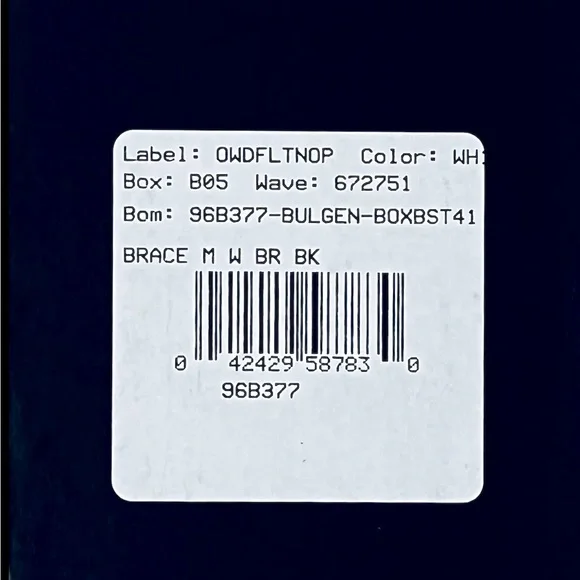 Label: OWDFLTNOP Color: WH
Box: B05 Wave: 672751
Bom: 96B377-BULGEN-BOXBST41
BRACE M W BR BK
0 42429 58783 0
96B377